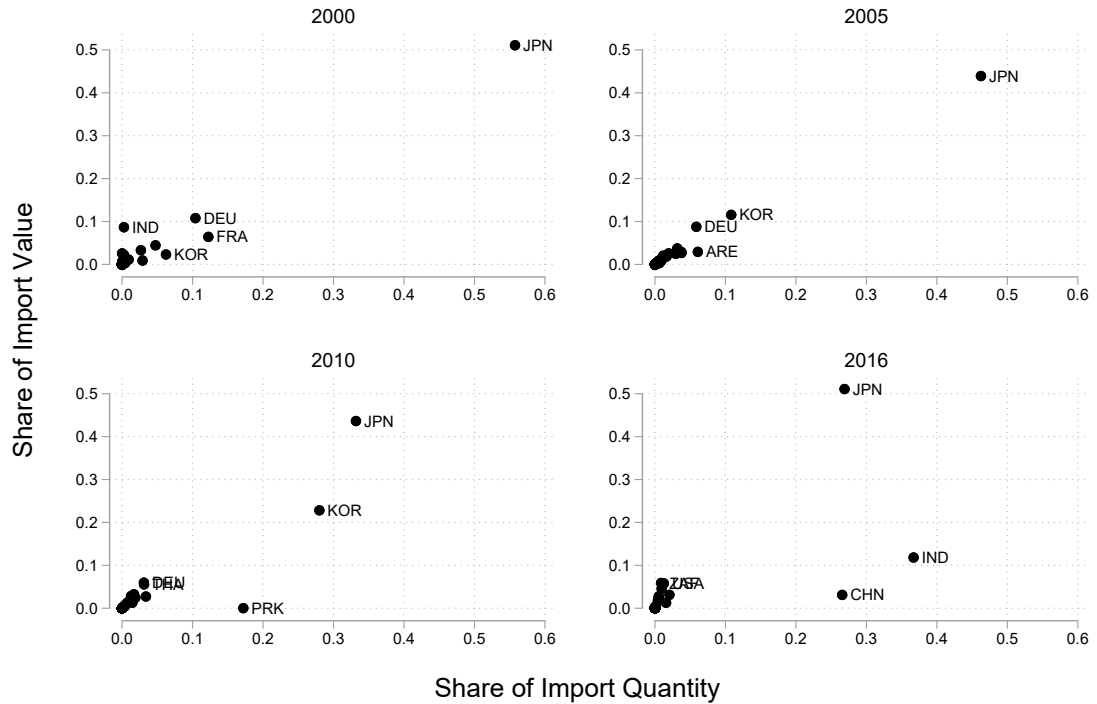 2000
0.5
0.4
0.3
0.2
0.1
0.0
JPN
IND
DEU
FRA
KOR
0.0 0.1 0.2 0.3 0.4 0.5 0.6
2005
0.5
0.4
0.3
0.2
0.1
0.0
JPN
KOR
DEU
ARE
0.0 0.1 0.2 0.3 0.4 0.5 0.6
Share of Import Value
2010
0.5
0.4
0.3
0.2
0.1
0.0
JPN
KOR
DEU
THA
PRK
0.0 0.1 0.2 0.3 0.4 0.5 0.6
2016
0.5
0.4
0.3
0.2
0.1
0.0
JPN
IND
USA
CHN
0.0 0.1 0.2 0.3 0.4 0.5 0.6
Share of Import Quantity